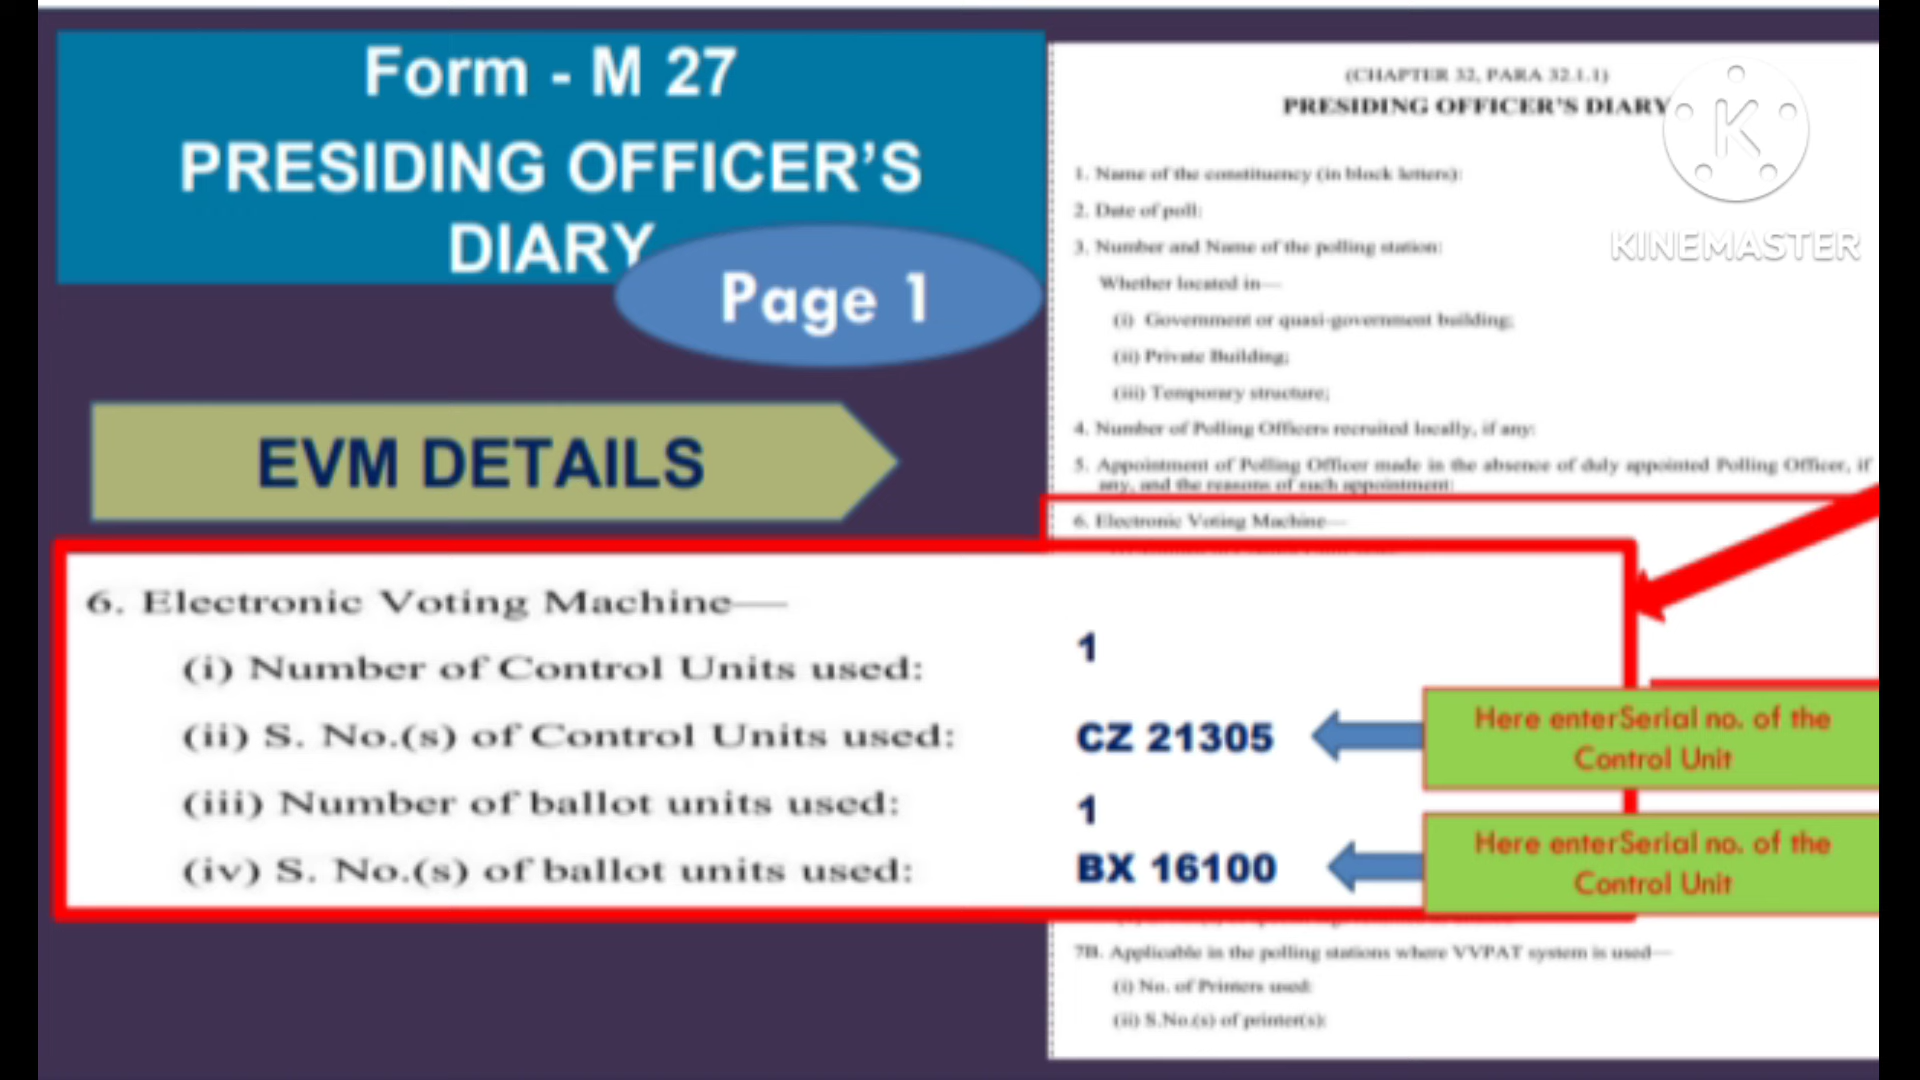 Form - M 27
PRESIDING OFFICER'S
DIARY
Page 1
EVM DETAILS
(CHAPTER 32, PARA 32.1.1)
PRESIDING OFFICER'S DIARY
1. Name of the constituency (in block letters):
2. Date of poll:
3. Number and Name of the polling station:
Whether located in—
(i) Government or quasi-government building;
(ii) Private Building;
(iii) Temporary structure;
4. Number of Polling Officers recruited locally, if any:
5. Appointment of Polling Officer made in the absence of duly appointed Polling Officer, if
any, and the reasons of such appointment:
6. Electronic Voting Machine—
K
KINEMASTER
6. Electronic Voting Machine—
(i) Number of Control Units used:
1
(ii) S. No.(s) of Control Units used:
CZ 21305
Here enterSerial no. of the
Control Unit
(iii) Number of ballot units used:
1
(iv) S. No.(s) of ballot units used:
BX 16100
Here enterSerial no. of the
Control Unit
7B. Applicable in the polling stations where VVPAT system is used—
(i) No. of Printers used:
(ii) S.No.(s) of printer(s):